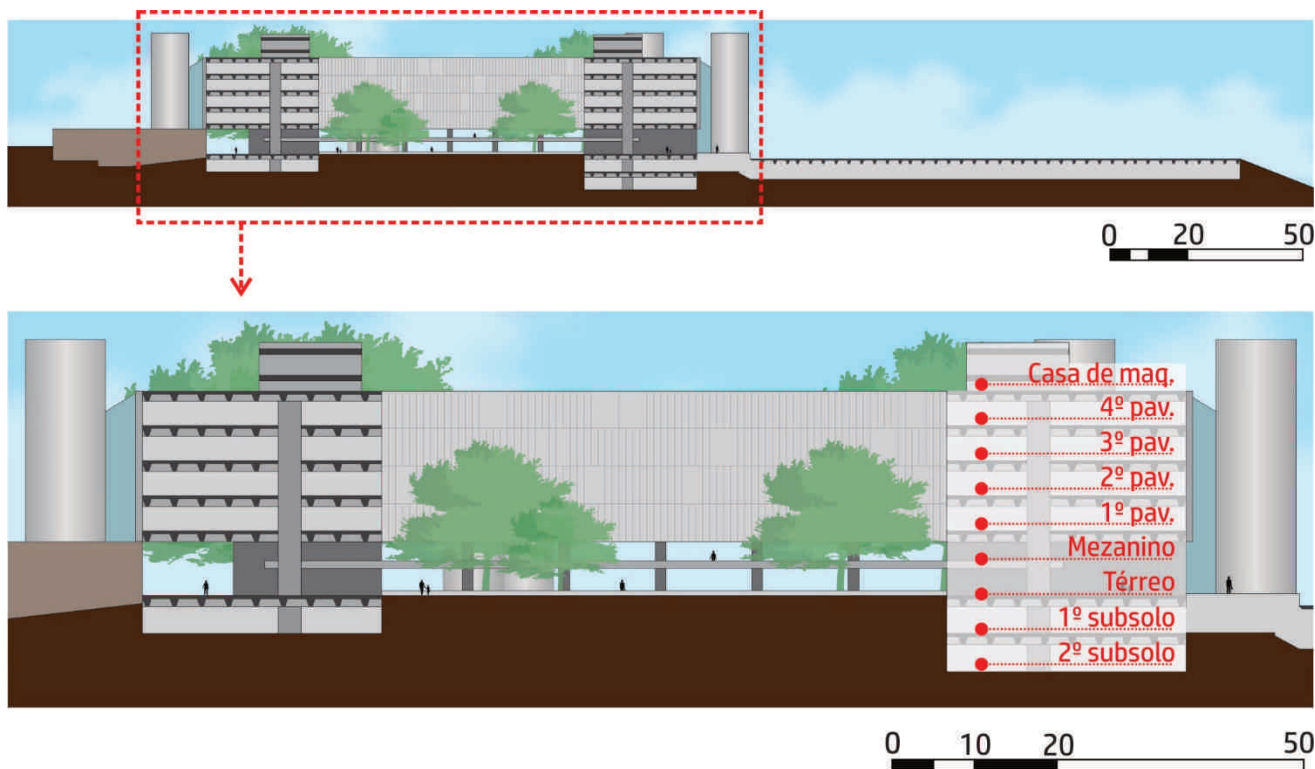 0 20 50
Casa de maq.
4º pav.
3º pav.
2º pav.
1º pav.
Mezanino
Térreo
1º subsolo
2º subsolo
0 10 20 50